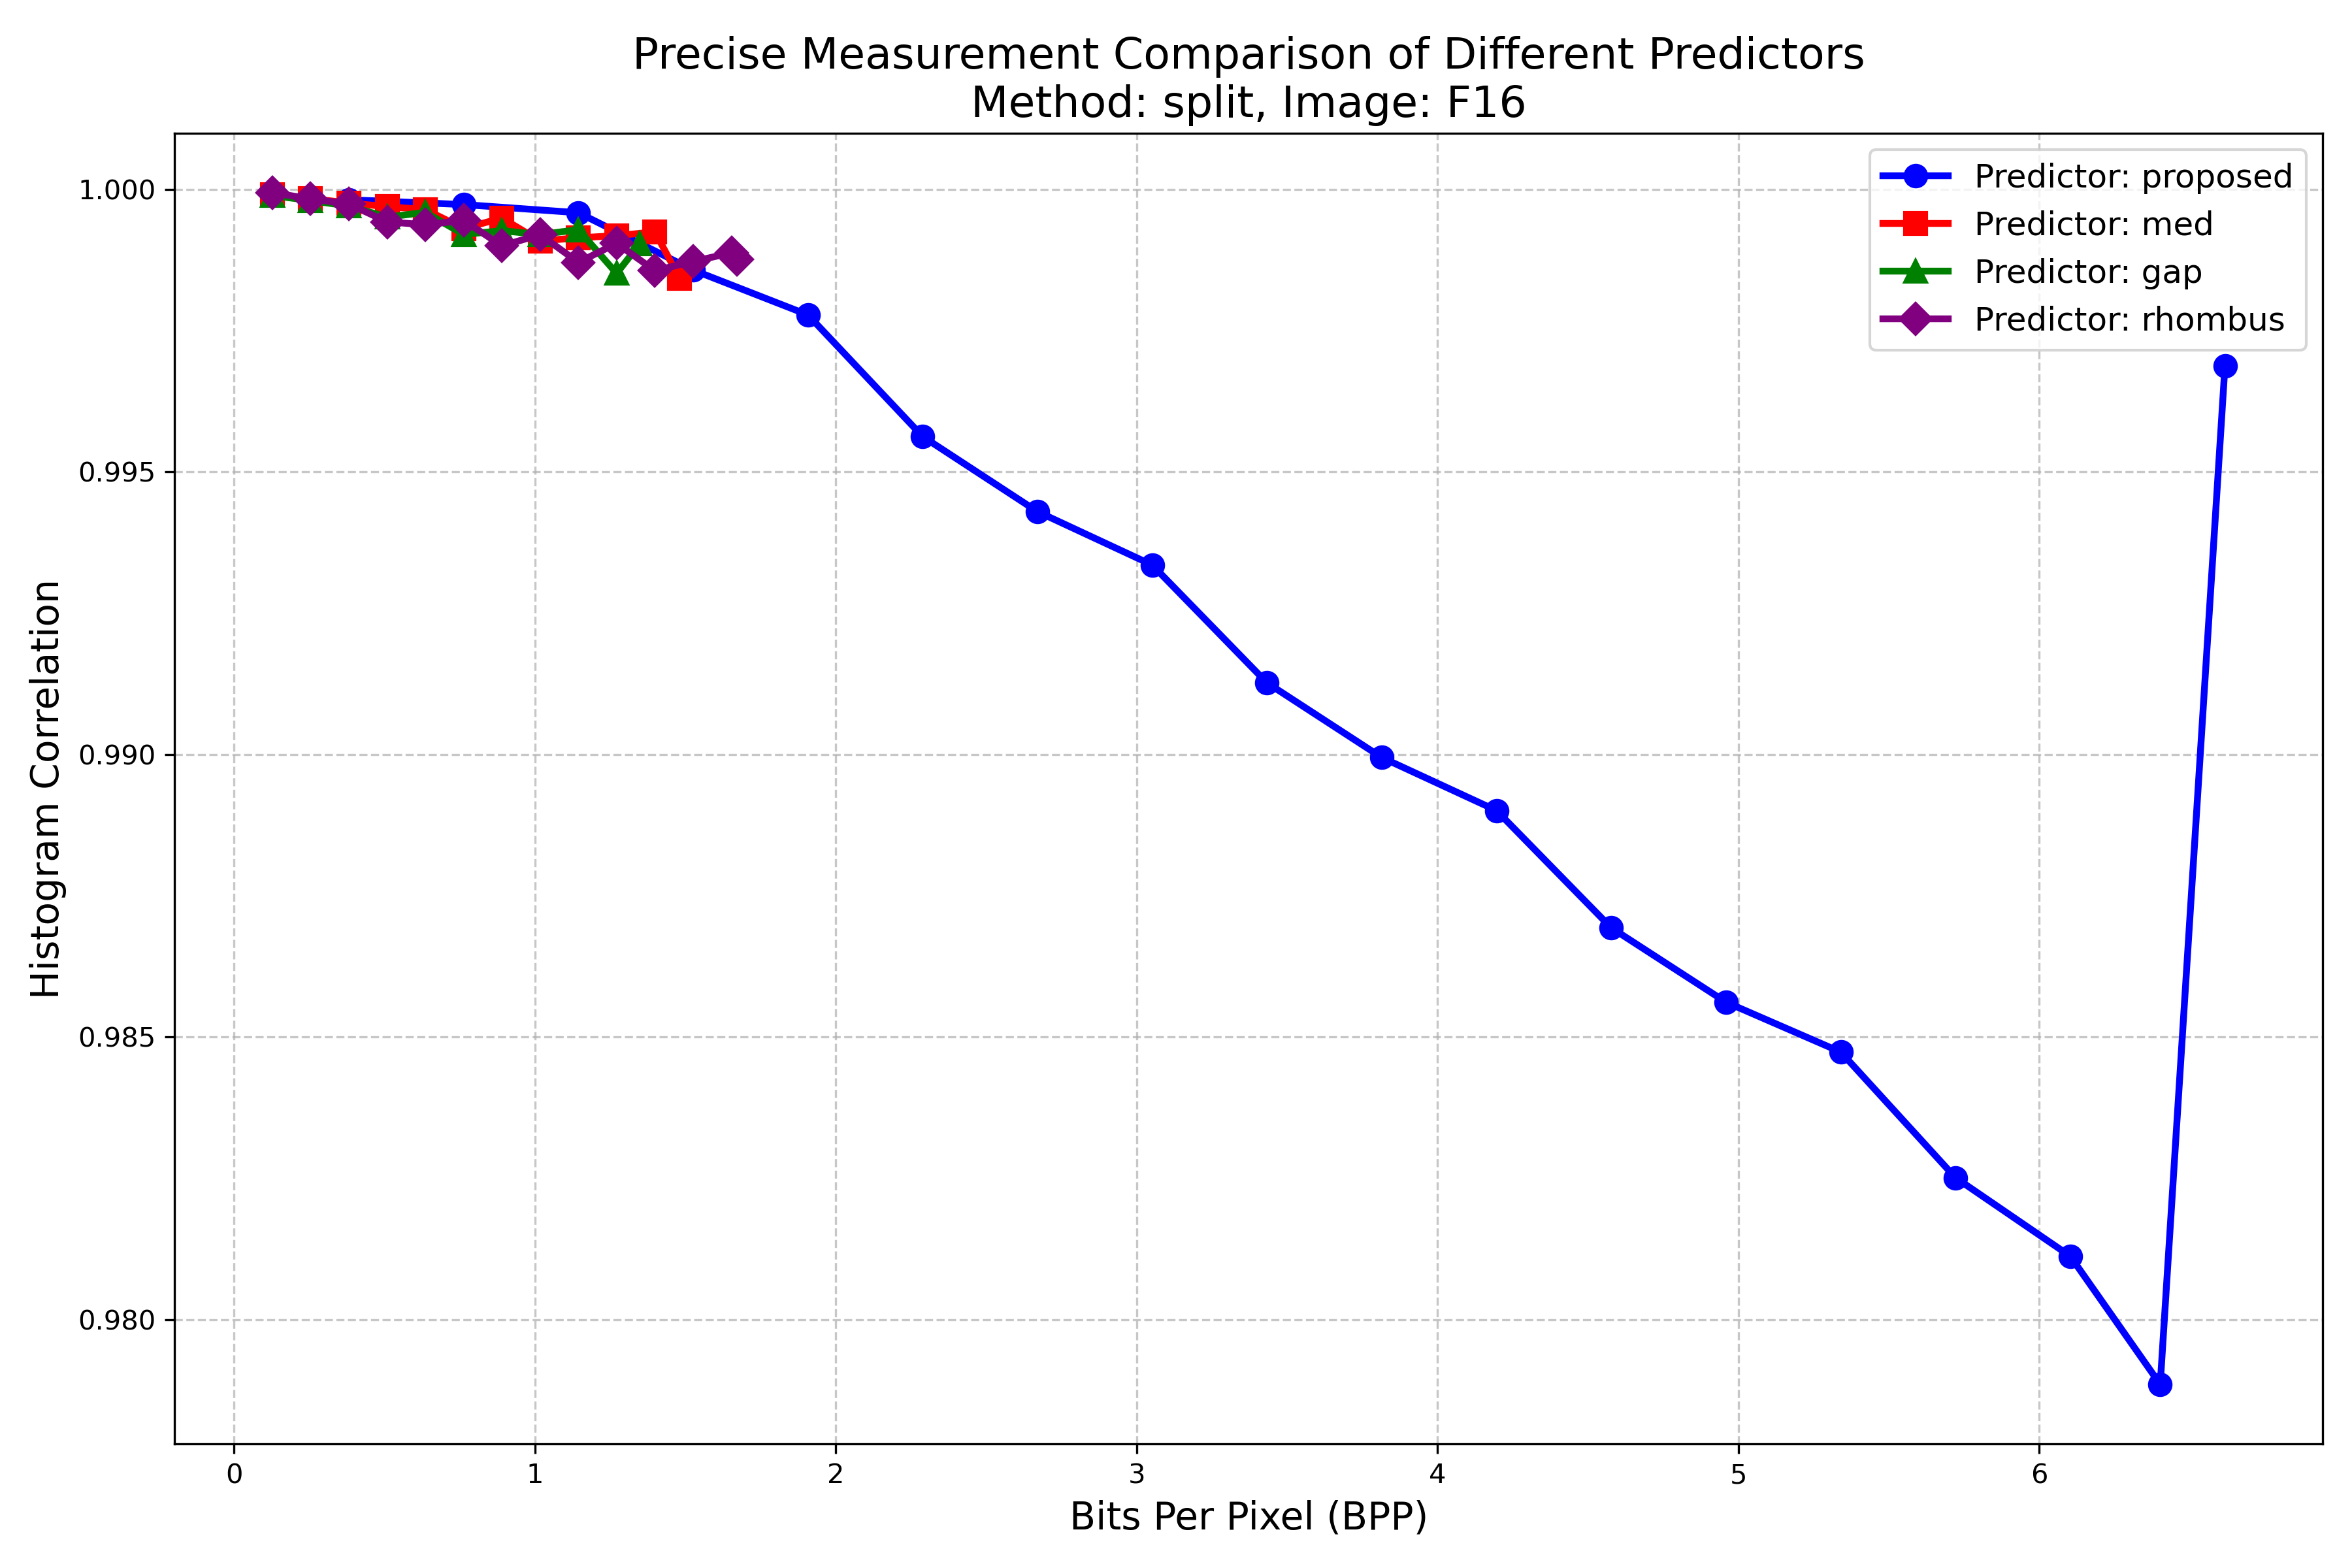 Precise Measurement Comparison of Different Predictors
Method: split, Image: F16
Predictor: proposed
Predictor: med
Predictor: gap
Predictor: rhombus
Histogram Correlation
1.000
0.995
0.990
0.985
0.980
0 1 2 3 4 5 6
Bits Per Pixel (BPP)